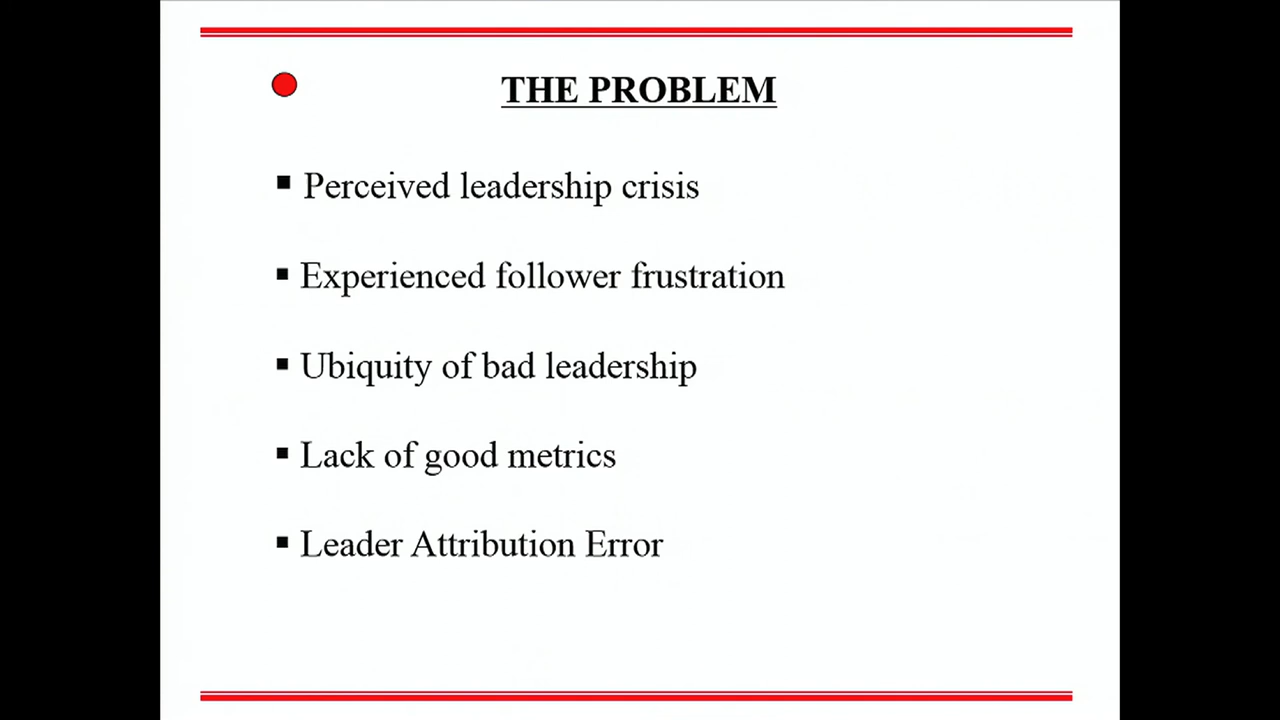 THE PROBLEM
Perceived leadership crisis
Experienced follower frustration
Ubiquity of bad leadership
Lack of good metrics
Leader Attribution Error